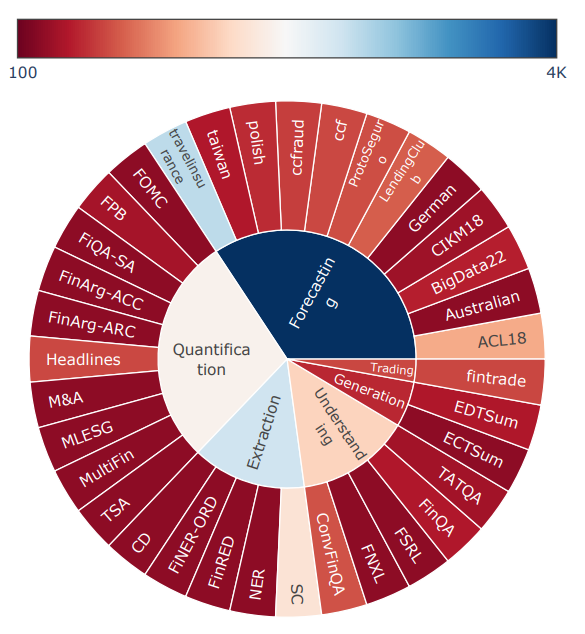 100
4K
Forecastin
g
Quantifica
tion
Extraction
Understand
ing
Generation
Trading
ACL18
Australian
BigData22
CIKM18
German
LendingClu
b
ProtoSegur
o
ccf
ccfraud
polish
taiwan
travelinsu
rance
FOMC
FPB
FiQA-SA
FinArg-ACC
FinArg-ARC
Headlines
M&A
MLESG
MultiFin
TSA
CD
FiNER-ORD
FinRED
NER
SC
ConvFinQA
FNXL
FSRL
FinQA
TATQA
ECTSum
EDTSum
fintrade